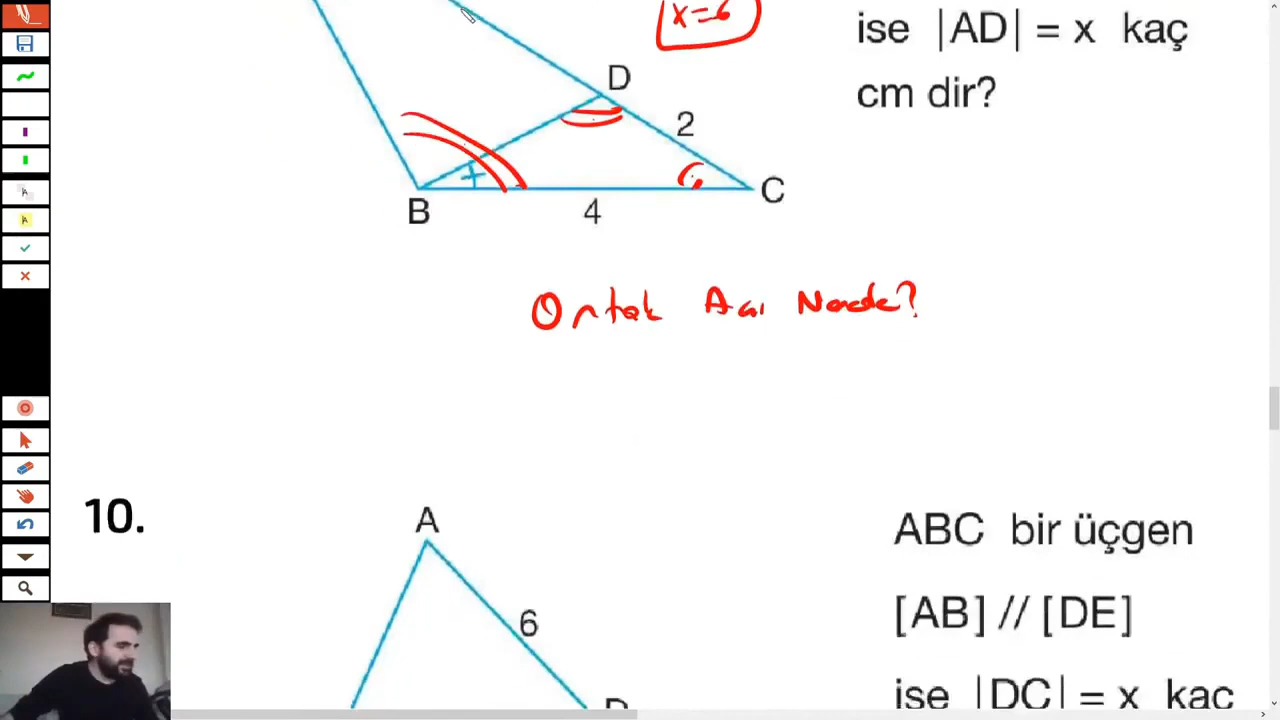 x=6
ise |AD| = x kaç
D
cm dir?
2
+
B
4
C
Ortak Açı Nerde?
10.
A
ABC bir üçgen
6
[AB] // [DE]
ise |DC| = x kaç